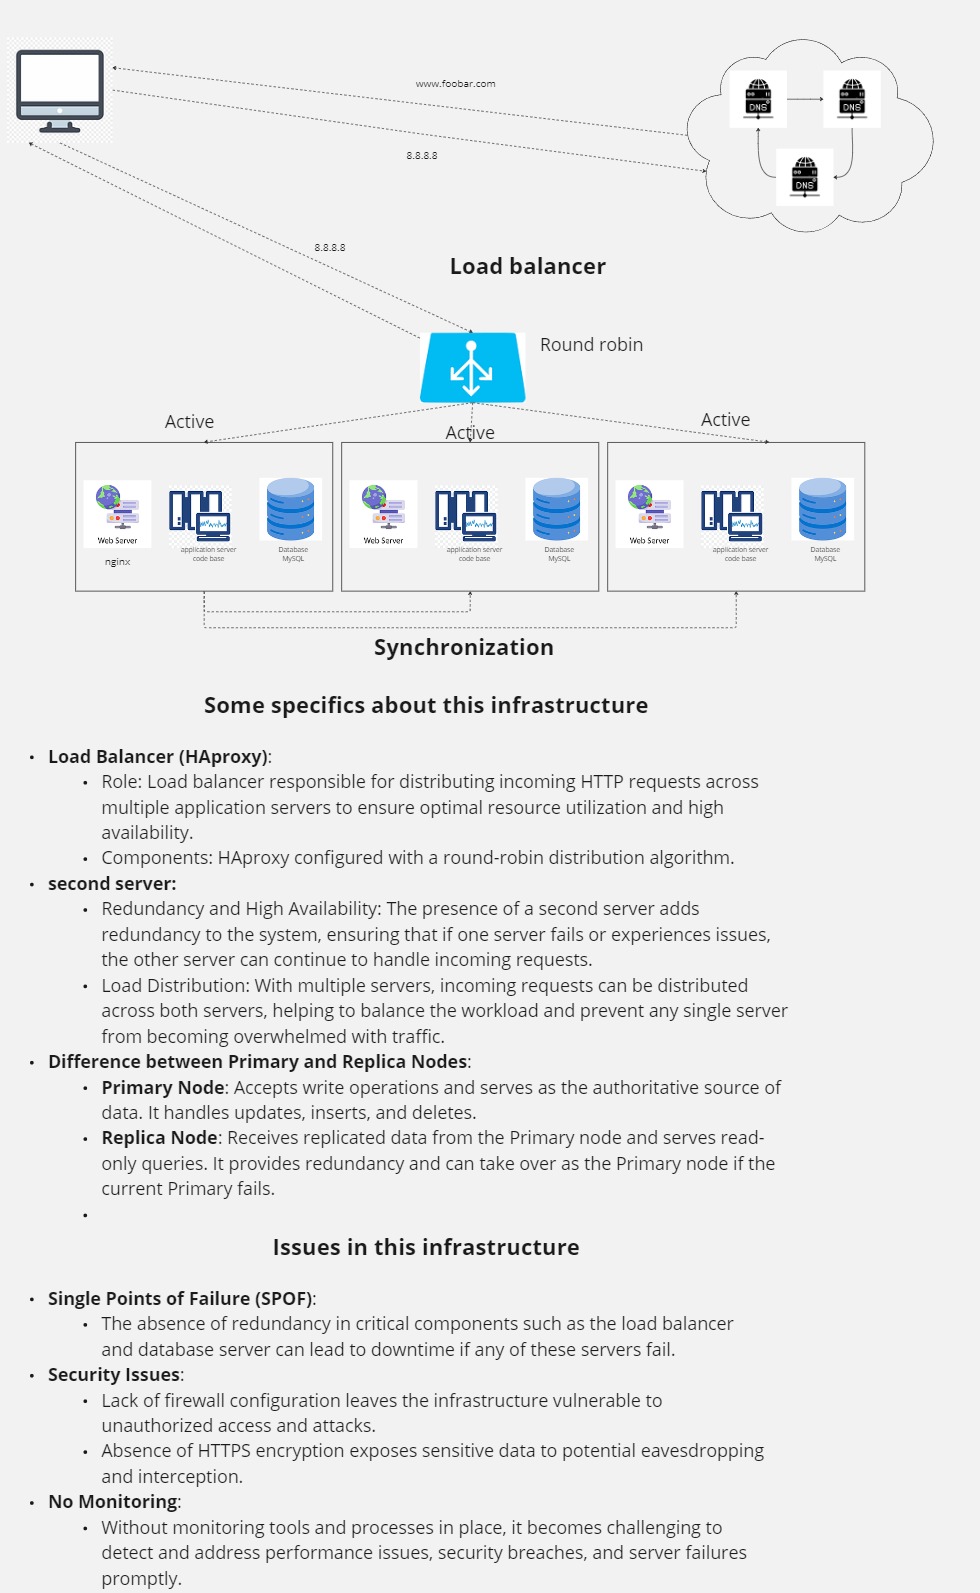 www.foobar.com
DNS
DNS
DNS
8.8.8.8
8.8.8.8
Load balancer
Round robin
Active
Active
Active
Web Server
nginx
application server
code base
Database
MySQL
Web Server
application server
code base
Database
MySQL
Web Server
application server
code base
Database
MySQL
Synchronization
Some specifics about this infrastructure
• Load Balancer (HAproxy):
• Role: Load balancer responsible for distributing incoming HTTP requests across
multiple application servers to ensure optimal resource utilization and high
availability.
• Components: HAproxy configured with a round-robin distribution algorithm.
• second server:
• Redundancy and High Availability: The presence of a second server adds
redundancy to the system, ensuring that if one server fails or experiences issues,
the other server can continue to handle incoming requests.
• Load Distribution: With multiple servers, incoming requests can be distributed
across both servers, helping to balance the workload and prevent any single server
from becoming overwhelmed with traffic.
• Difference between Primary and Replica Nodes:
• Primary Node: Accepts write operations and serves as the authoritative source of
data. It handles updates, inserts, and deletes.
• Replica Node: Receives replicated data from the Primary node and serves read-
only queries. It provides redundancy and can take over as the Primary node if the
current Primary fails.
•
Issues in this infrastructure
• Single Points of Failure (SPOF):
• The absence of redundancy in critical components such as the load balancer
and database server can lead to downtime if any of these servers fail.
• Security Issues:
• Lack of firewall configuration leaves the infrastructure vulnerable to
unauthorized access and attacks.
• Absence of HTTPS encryption exposes sensitive data to potential eavesdropping
and interception.
• No Monitoring:
• Without monitoring tools and processes in place, it becomes challenging to
detect and address performance issues, security breaches, and server failures
promptly.